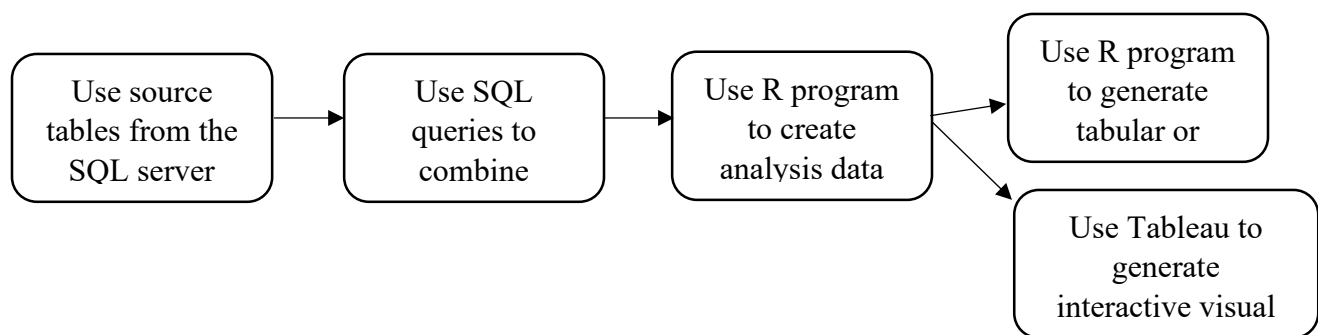 Use source
tables from the
SQL server
Use SQL
queries to
combine
Use R program
to create
analysis data
Use R program
to generate
tabular or
Use Tableau to
generate
interactive visual